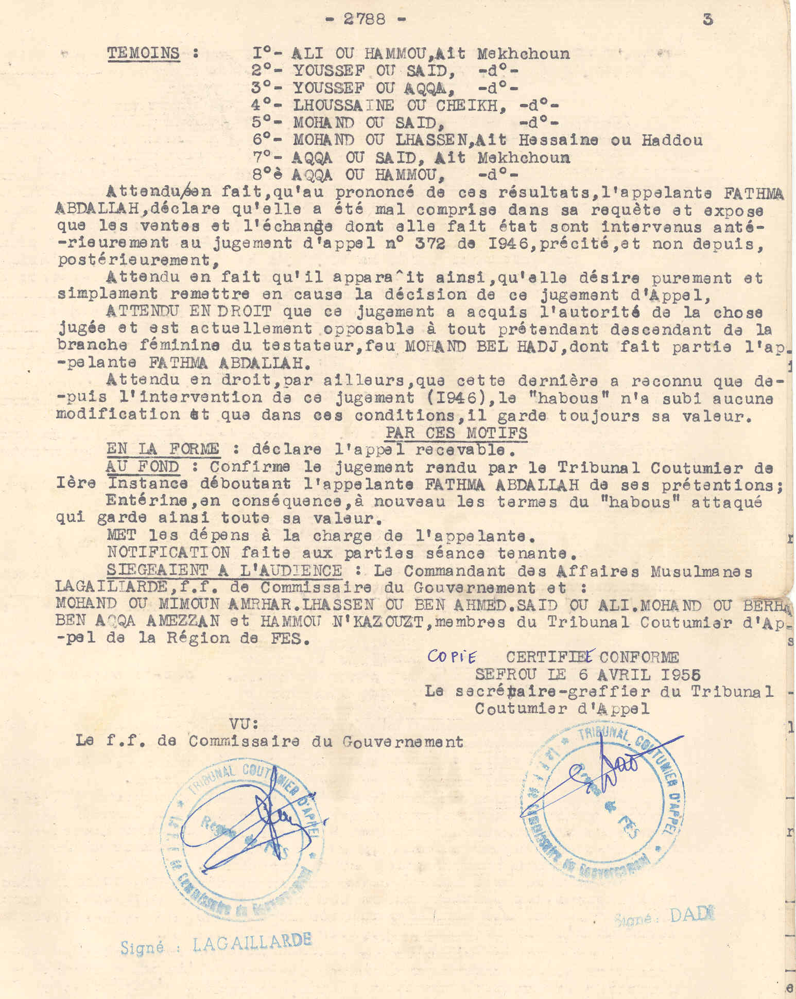 - 2788 - 3
TEMOINS : I°- ALI OU HAMMOU,Ait Mekhchoun
2°- YOUSSEF OU SAID, -d°-
3°- YOUSSEF OU AQQA, -d°-
4°- LHOUSSAINE OU CHEIKH, -d°-
5°- MOHAND OU SAID, -d°-
6°- MOHAND OU LHASSEN,Ait Hessaine ou Haddou
7°- AQQA OU SAID, Ait Mekhchoun
8°è AQQA OU HAMMOU, -d°-
Attendu/en fait,qu'au prononcé de ces résultats,l'appelante FATHMA
ABDALLAH,déclare qu'elle a été mal comprise dans sa requète et expose
que les ventes et l'échange dont elle fait état sont intervenus anté-
-rieurement au jugement d'appel n° 372 de I946,précité,et non depuis,
postérieurement,
Attendu en fait qu'il appara^it ainsi,qu'elle désire purement et
simplement remettre en cause la décision de ce jugement d'Appel,
ATTENDU EN DROIT que ce jugement a acquis l'autorité de la chose
jugée et est actuellement opposable à tout prétendant descendant de la
branche féminine du testateur,feu MOHAND BEL HADJ,dont fait partie l'ap-
-pelante FATHMA ABDALLAH.
Attendu en droit,par ailleurs,que cette dernière a reconnu que de-
-puis l'intervention de ce jugement (I946),le "habous" n'a subi aucune
modification et que dans ces conditions,il garde toujours sa valeur.
PAR CES MOTIFS
EN LA FORME : déclare l'appel recevable.
AU FOND : Confirme le jugement rendu par le Tribunal Coutumier de
Ière Instance déboutant l'appelante FATHMA ABDALLAH de ses prétentions;
Entérine,en conséquence,à nouveau les termes du "habous" attaqué
qui garde ainsi toute sa valeur.
MET les dépens à la charge de l'appelante.
NOTIFICATION faite aux parties séance tenante.
SIEGEAIENT A L'AUDIENCE : Le Commandant des Affaires Musulmanes
LAGAILLARDE,f.f. de Commissaire du Gouvernement et :
MOHAND OU MIMOUN AMRHAR.LHASSEN OU BEN AHMED.SAID OU ALI.MOHAND OU BERHA
BEN AQQA AMEZZAN et HAMMOU N'KAZOUZT,membres du Tribunal Coutumier d'Ap-
-pel de la Région de FES.
COPIE CERTIFIEE CONFORME
SEFROU LE 6 AVRIL I956
Le secrétaire-greffier du Tribunal
Coutumier d'Appel
VU:
Le f.f. de Commissaire du Gouvernement
TRIBUNAL COUTUMIER D'APPEL
Région de FES
Commissaire du Gouvernement
TRIBUNAL COUTUMIER D'APPEL
Région de FES
Commissaire du Gouvernement
Signé : DADI
Signé : LAGAILLARDE